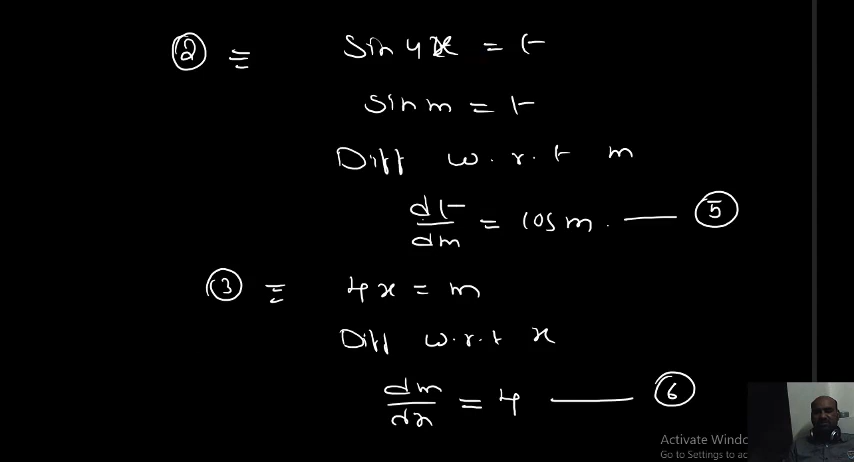 ② ≡ sin 4x = t
sin m = t
Diff w.r.t m
dt/dm = cos m. — ⑤
③ ≡ 4x = m
Diff w.r.t x
dm/dx = 4 — ⑥
Activate Windo
Go to Settings to ac